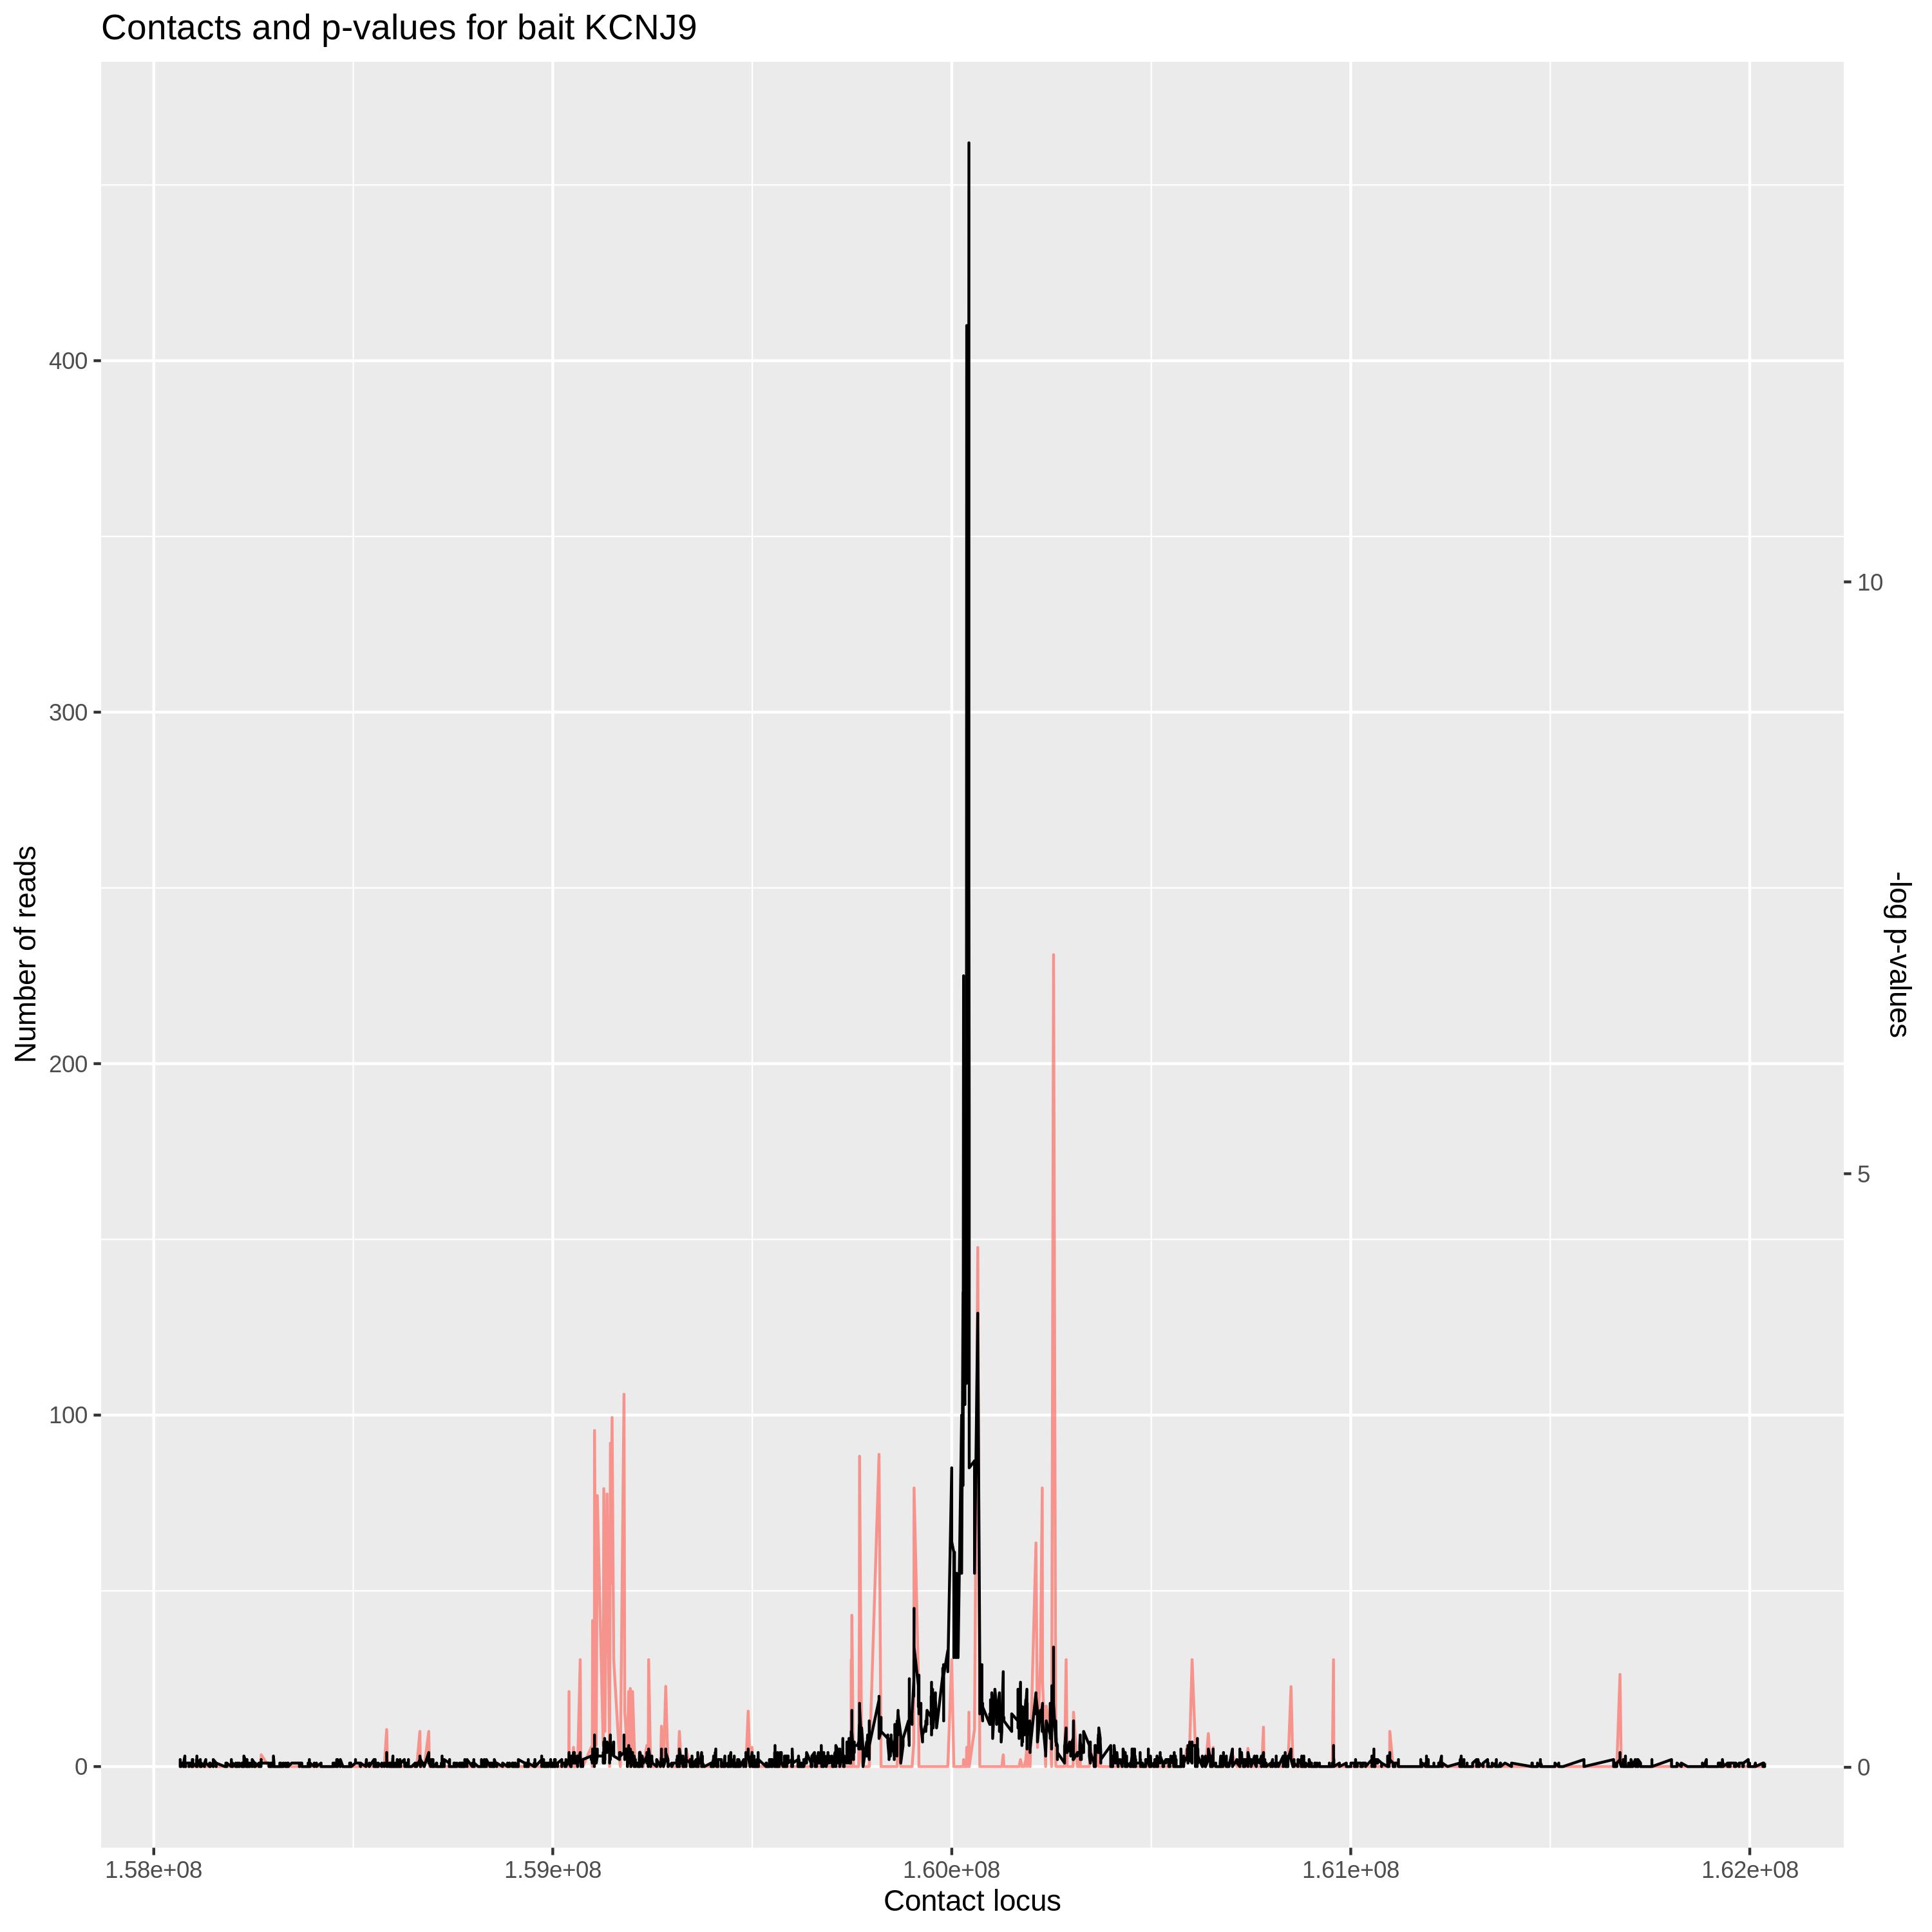 Contacts and p-values for bait KCNJ9
Number of reads
400
300
200
100
0
10
5
0
-log p-values
1.58e+08
1.59e+08
1.60e+08
1.61e+08
1.62e+08
Contact locus